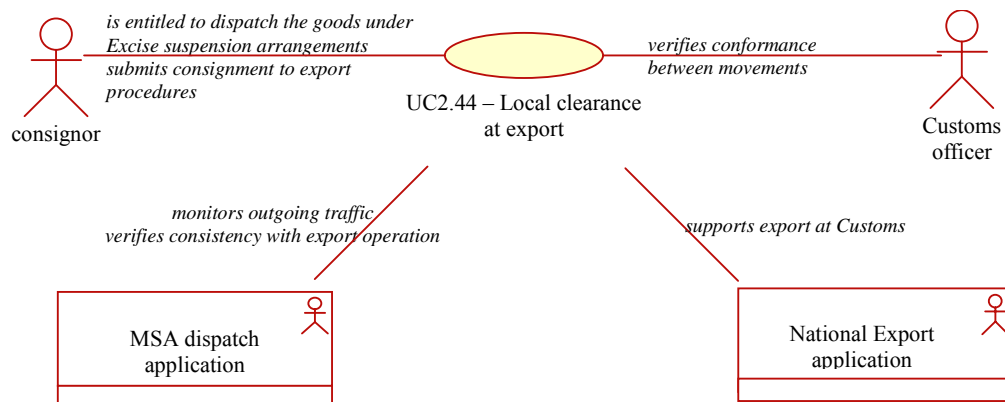 is entitled to dispatch the goods under
Excise suspension arrangements
submits consignment to export
procedures
verifies conformance
between movements
UC2.44 – Local clearance
at export
consignor
Customs
officer
monitors outgoing traffic
verifies consistency with export operation
supports export at Customs
MSA dispatch
application
National Export
application